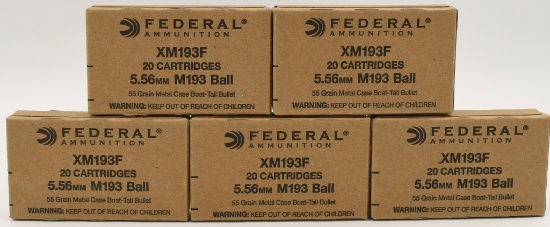 FEDERAL®
AMMUNITION
XM193F
20 CARTRIDGES
5.56MM M193 Ball
55 Grain Metal Case Boat-Tail Bullet
WARNING: KEEP OUT OF REACH OF CHILDREN
FEDERAL®
AMMUNITION
XM193F
20 CARTRIDGES
5.56MM M193 Ball
55 Grain Metal Case Boat-Tail Bullet
WARNING: KEEP OUT OF REACH OF CHILDREN
FEDERAL®
AMMUNITION
XM193F
20 CARTRIDGES
5.56MM M193 Ball
55 Grain Metal Case Boat-Tail Bullet
WARNING: KEEP OUT OF REACH OF CHILDREN
FEDERAL®
AMMUNITION
XM193F
20 CARTRIDGES
5.56MM M193 Ball
55 Grain Metal Case Boat-Tail Bullet
WARNING: KEEP OUT OF REACH OF CHILDREN
FEDERAL®
AMMUNITION
XM193F
20 CARTRIDGES
5.56MM M193 Ball
55 Grain Metal Case Boat-Tail Bullet
WARNING: KEEP OUT OF REACH OF CHILDREN